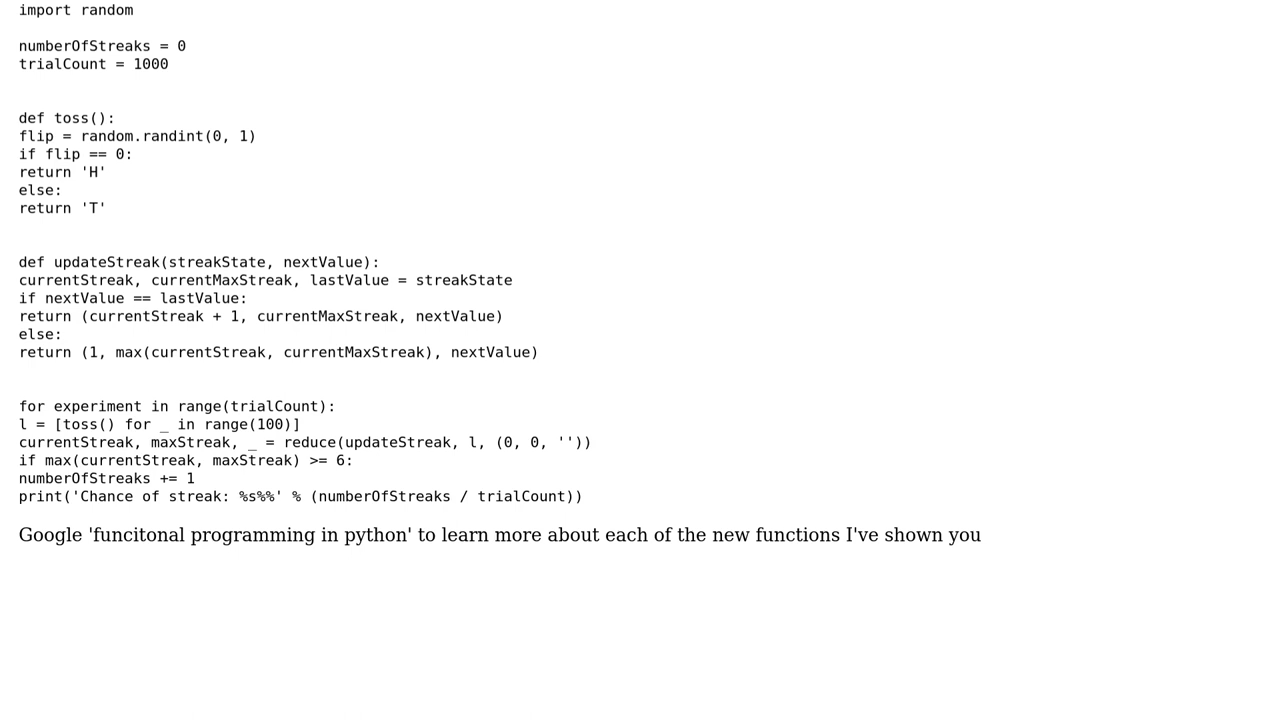 import random
numberOfStreaks = 0
trialCount = 1000
def toss():
flip = random.randint(0, 1)
if flip == 0:
return 'H'
else:
return 'T'
def updateStreak(streakState, nextValue):
currentStreak, currentMaxStreak, lastValue = streakState
if nextValue == lastValue:
return (currentStreak + 1, currentMaxStreak, nextValue)
else:
return (1, max(currentStreak, currentMaxStreak), nextValue)
for experiment in range(trialCount):
l = [toss() for _ in range(100)]
currentStreak, maxStreak, _ = reduce(updateStreak, l, (0, 0, ''))
if max(currentStreak, maxStreak) >= 6:
numberOfStreaks += 1
print('Chance of streak: %s%%' % (numberOfStreaks / trialCount))
Google 'funcitonal programming in python' to learn more about each of the new functions I've shown you